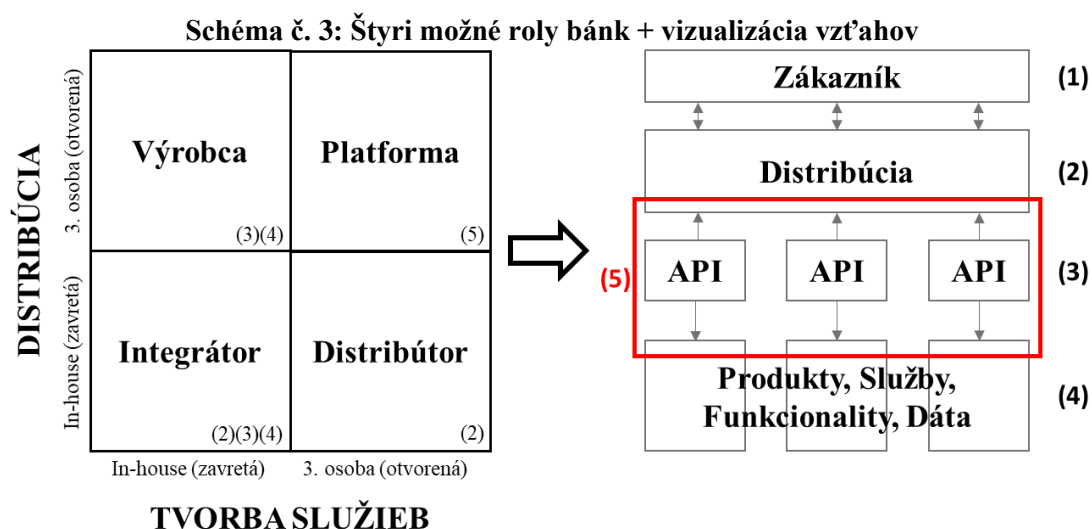 Schéma č. 3: Štyri možné roly bánk + vizualizácia vzťahov
DISTRIBÚCIA
3. osoba (otvorená)
In-house (zavretá)
Výrobca
(3)(4)
Platforma
(5)
Integrátor
(2)(3)(4)
Distribútor
(2)
In-house (zavretá)
3. osoba (otvorená)
TVORBA SLUŽIEB
Zákazník
(1)
Distribúcia
(2)
(5)
API
API
API
(3)
Produkty, Služby,
Funkcionality, Dáta
(4)